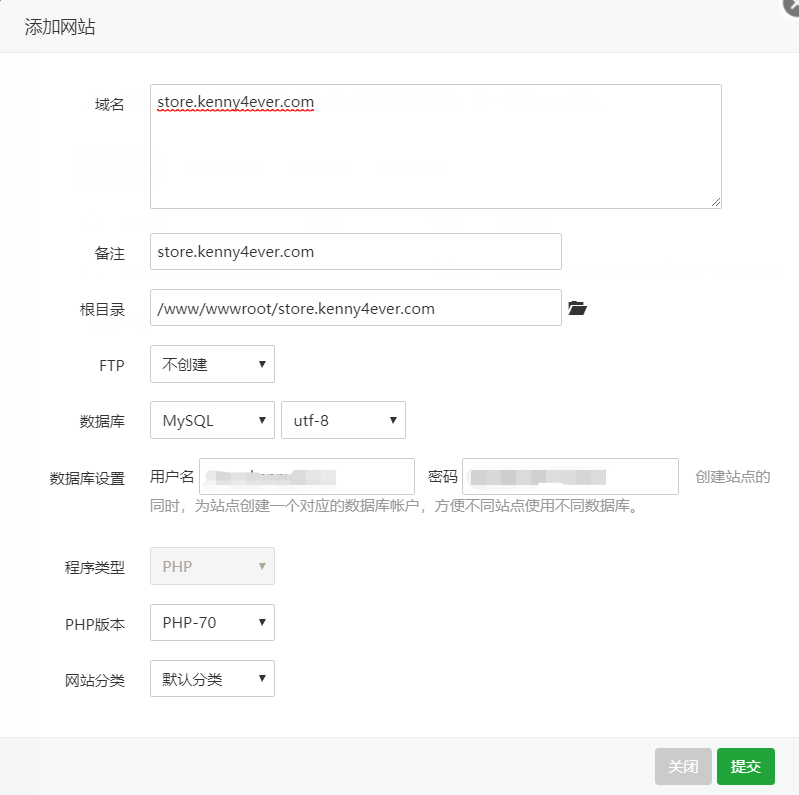 添加网站
域名 store.kenny4ever.com
备注 store.kenny4ever.com
根目录 /www/wwwroot/store.kenny4ever.com
FTP 不创建
数据库 MySQL utf-8
数据库设置 用户名 密码 创建站点的
同时，为站点创建一个对应的数据库帐户，方便不同站点使用不同数据库。
程序类型 PHP
PHP版本 PHP-70
网站分类 默认分类
关闭 提交